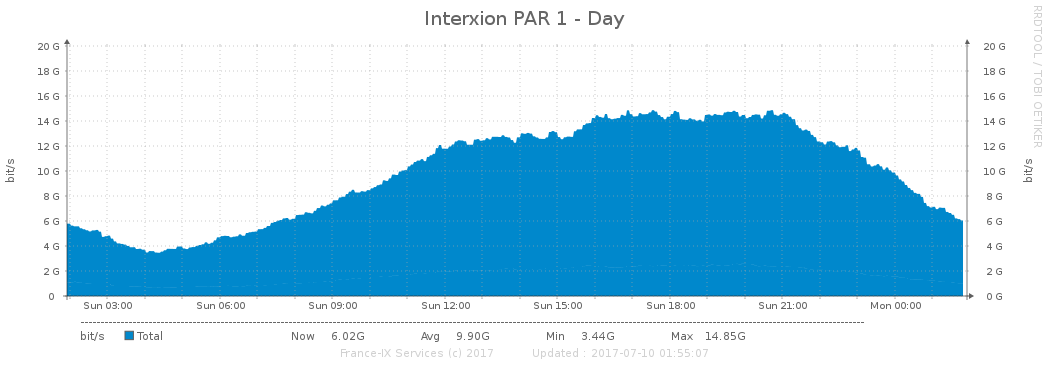 Interxion PAR 1 - Day
RRDTOOL / TOBI OETIKER
bit/s
20 G 20 G
18 G 18 G
16 G 16 G
14 G 14 G
12 G 12 G
10 G 10 G
8 G 8 G
6 G 6 G
4 G 4 G
2 G 2 G
0 0 G
bit/s
Sun 03:00 Sun 06:00 Sun 09:00 Sun 12:00 Sun 15:00 Sun 18:00 Sun 21:00 Mon 00:00
bit/s Total Now 6.02G Avg 9.90G Min 3.44G Max 14.85G
France-IX Services (c) 2017 Updated : 2017-07-10 01:55:07